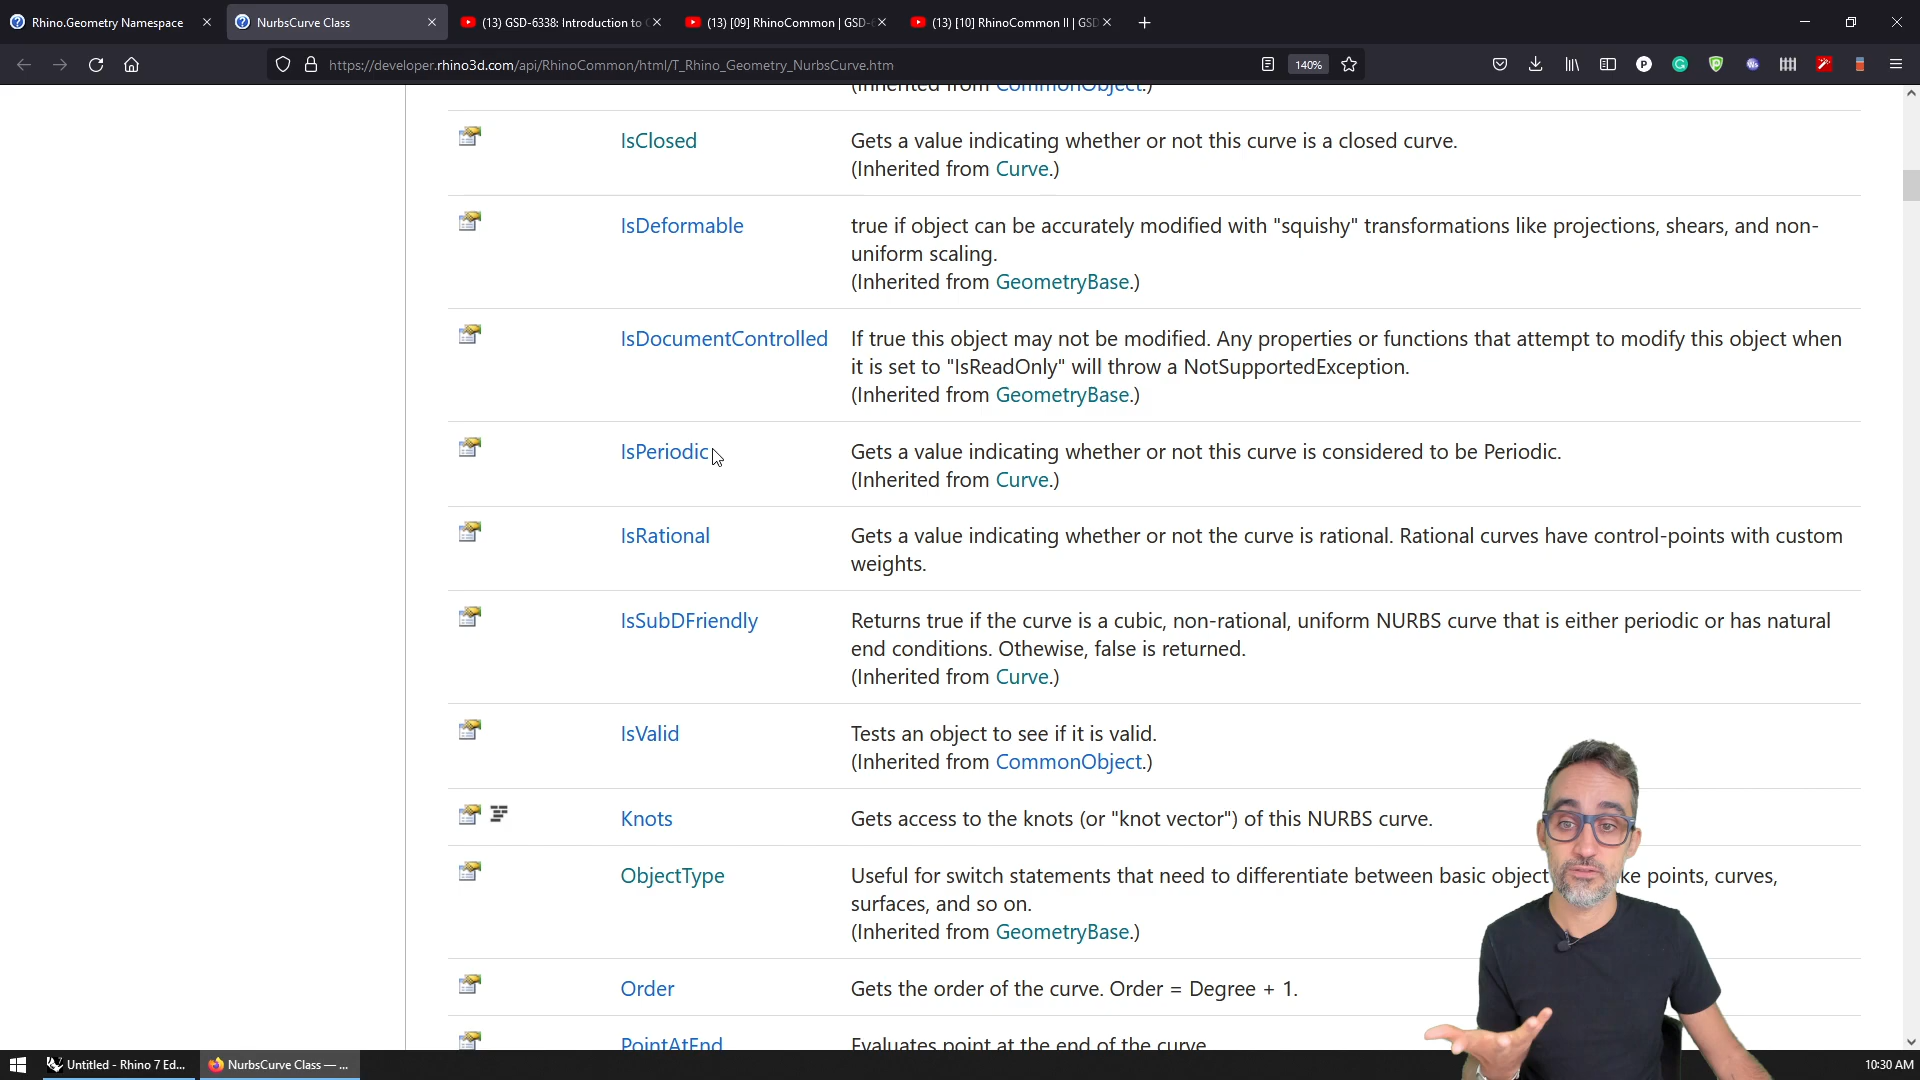 Rhino.Geometry Namespace
NurbsCurve Class
(13) GSD-6338: Introduction to
(13) [09] RhinoCommon | GSD-
(13) [10] RhinoCommon II | GSD
https://developer.rhino3d.com/api/RhinoCommon/html/T_Rhino_Geometry_NurbsCurve.htm
140%
(Inherited from CommonObject.)
IsClosed
Gets a value indicating whether or not this curve is a closed curve.
(Inherited from Curve.)
IsDeformable
true if object can be accurately modified with "squishy" transformations like projections, shears, and non-
uniform scaling.
(Inherited from GeometryBase.)
IsDocumentControlled
If true this object may not be modified. Any properties or functions that attempt to modify this object when
it is set to "IsReadOnly" will throw a NotSupportedException.
(Inherited from GeometryBase.)
IsPeriodic
Gets a value indicating whether or not this curve is considered to be Periodic.
(Inherited from Curve.)
IsRational
Gets a value indicating whether or not the curve is rational. Rational curves have control-points with custom
weights.
IsSubDFriendly
Returns true if the curve is a cubic, non-rational, uniform NURBS curve that is either periodic or has natural
end conditions. Othewise, false is returned.
(Inherited from Curve.)
IsValid
Tests an object to see if it is valid.
(Inherited from CommonObject.)
Knots
Gets access to the knots (or "knot vector") of this NURBS curve.
ObjectType
Useful for switch statements that need to differentiate between basic object ke points, curves,
surfaces, and so on.
(Inherited from GeometryBase.)
Order
Gets the order of the curve. Order = Degree + 1.
PointAtEnd
Evaluates point at the end of the curve
Untitled - Rhino 7 Ed...
NurbsCurve Class — ...
10:30 AM